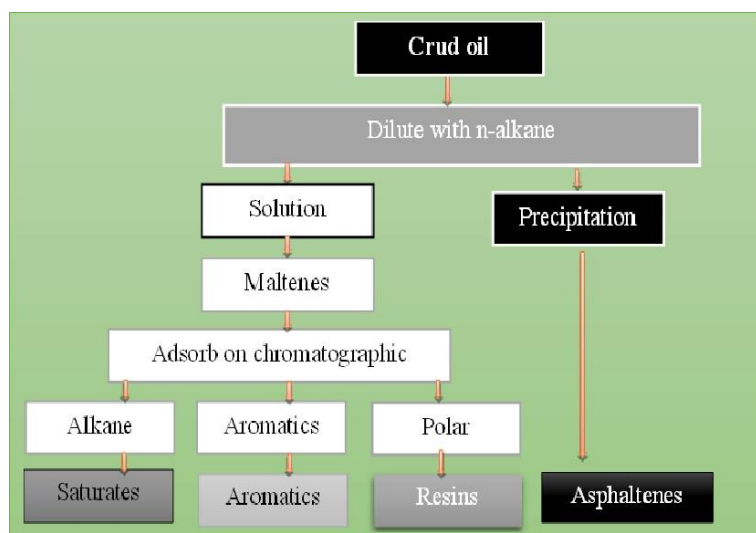 Crud oil
Dilute with n-alkane
Solution
Precipitation
Maltenes
Adsorb on chromatographic
Alkane
Aromatics
Polar
Saturates
Aromatics
Resins
Asphaltenes